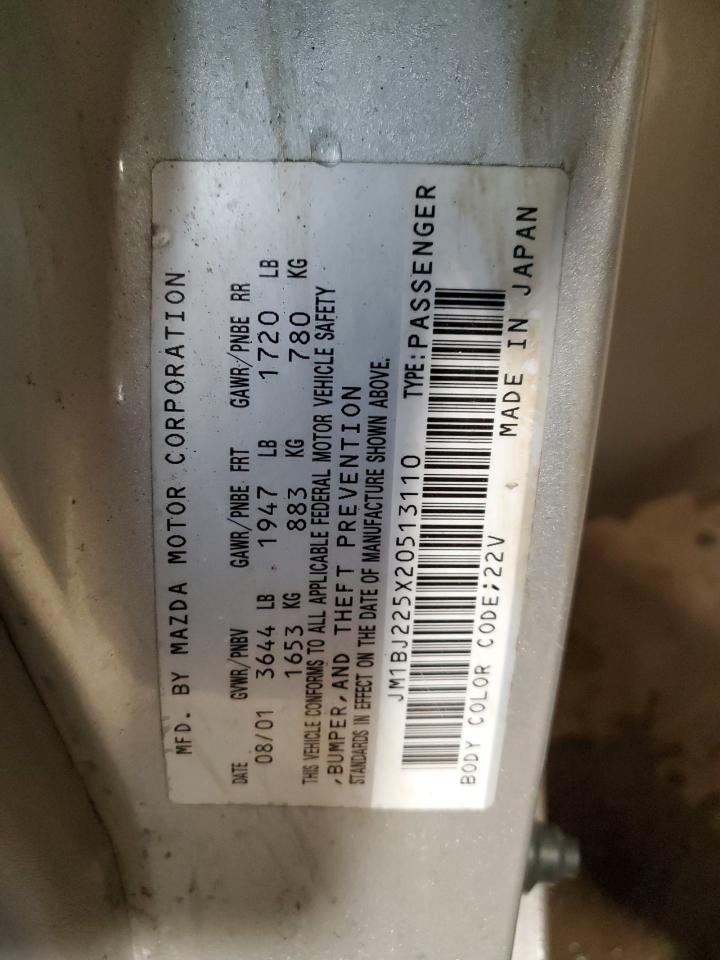 MFD. BY MAZDA MOTOR CORPORATION
DATE GVWR/PNBV GAWR/PNBE FRT GAWR/PNBE RR
08/01 3644 LB 1947 LB 1720 LB
1653 KG 883 KG 780 KG
THIS VEHICLE CONFORMS TO ALL APPLICABLE FEDERAL MOTOR VEHICLE SAFETY
,BUMPER,AND THEFT PREVENTION
STANDARDS IN EFFECT ON THE DATE OF MANUFACTURE SHOWN ABOVE.
JM1BJ225X20513110 TYPE:PASSENGER
BODY COLOR CODE;22V MADE IN JAPAN